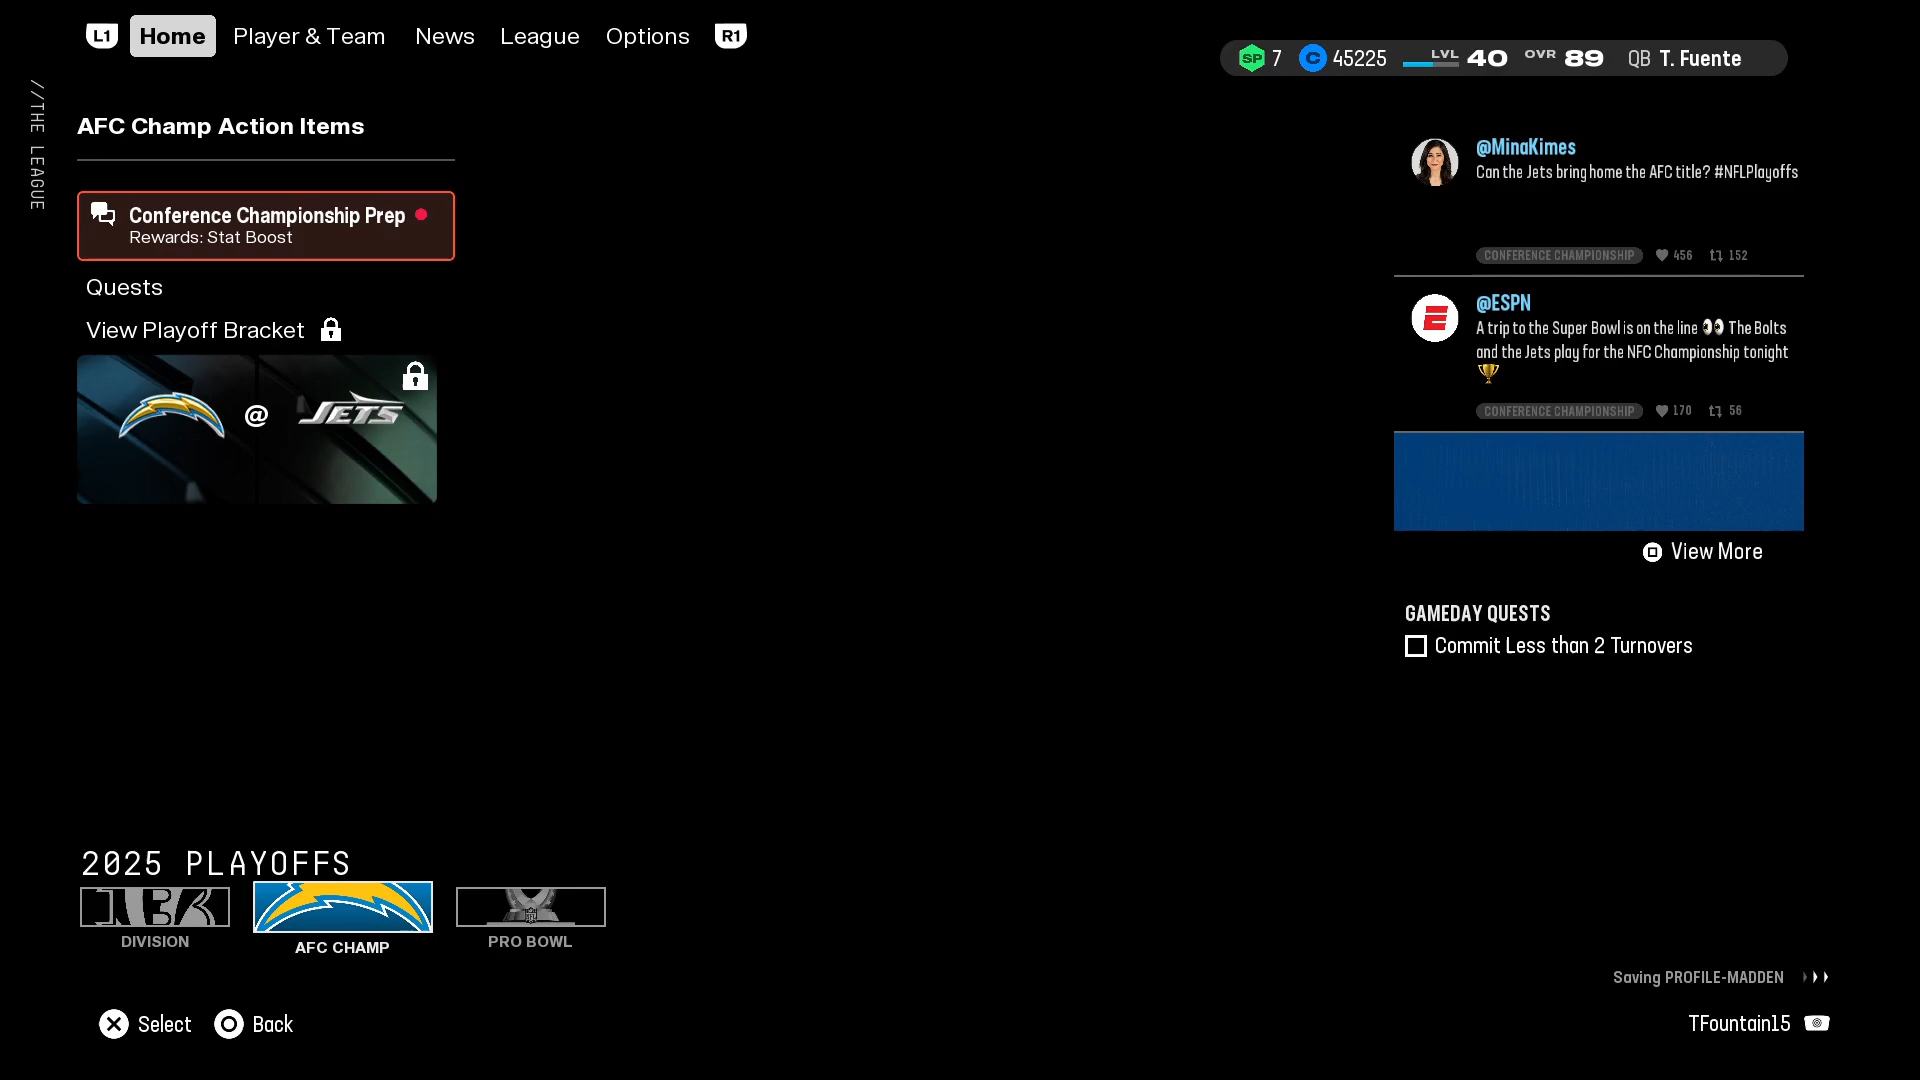 L1 Home Player & Team News League Options R1
SP 7 C 45225 LVL 40 OVR 89 QB T. Fuente
//THE LEAGUE
AFC Champ Action Items
Conference Championship Prep
Rewards: Stat Boost
Quests
View Playoff Bracket
@ JETS
@MinaKimes
Can the Jets bring home the AFC title? #NFLPlayoffs
CONFERENCE CHAMPIONSHIP 456 152
@ESPN
A trip to the Super Bowl is on the line 👀 The Bolts
and the Jets play for the NFC Championship tonight
🏆
CONFERENCE CHAMPIONSHIP 170 56
View More
GAMEDAY QUESTS
Commit Less than 2 Turnovers
2025 PLAYOFFS
DIVISION
AFC CHAMP
PRO BOWL
Saving PROFILE-MADDEN
Select Back
TFountain15